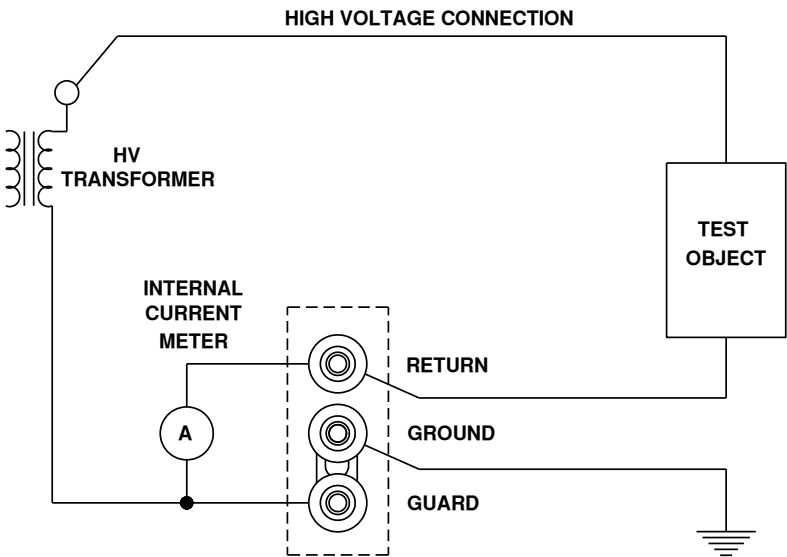 HIGH VOLTAGE CONNECTION
HV
TRANSFORMER
TEST
OBJECT
INTERNAL
CURRENT
METER
RETURN
A
GROUND
GUARD